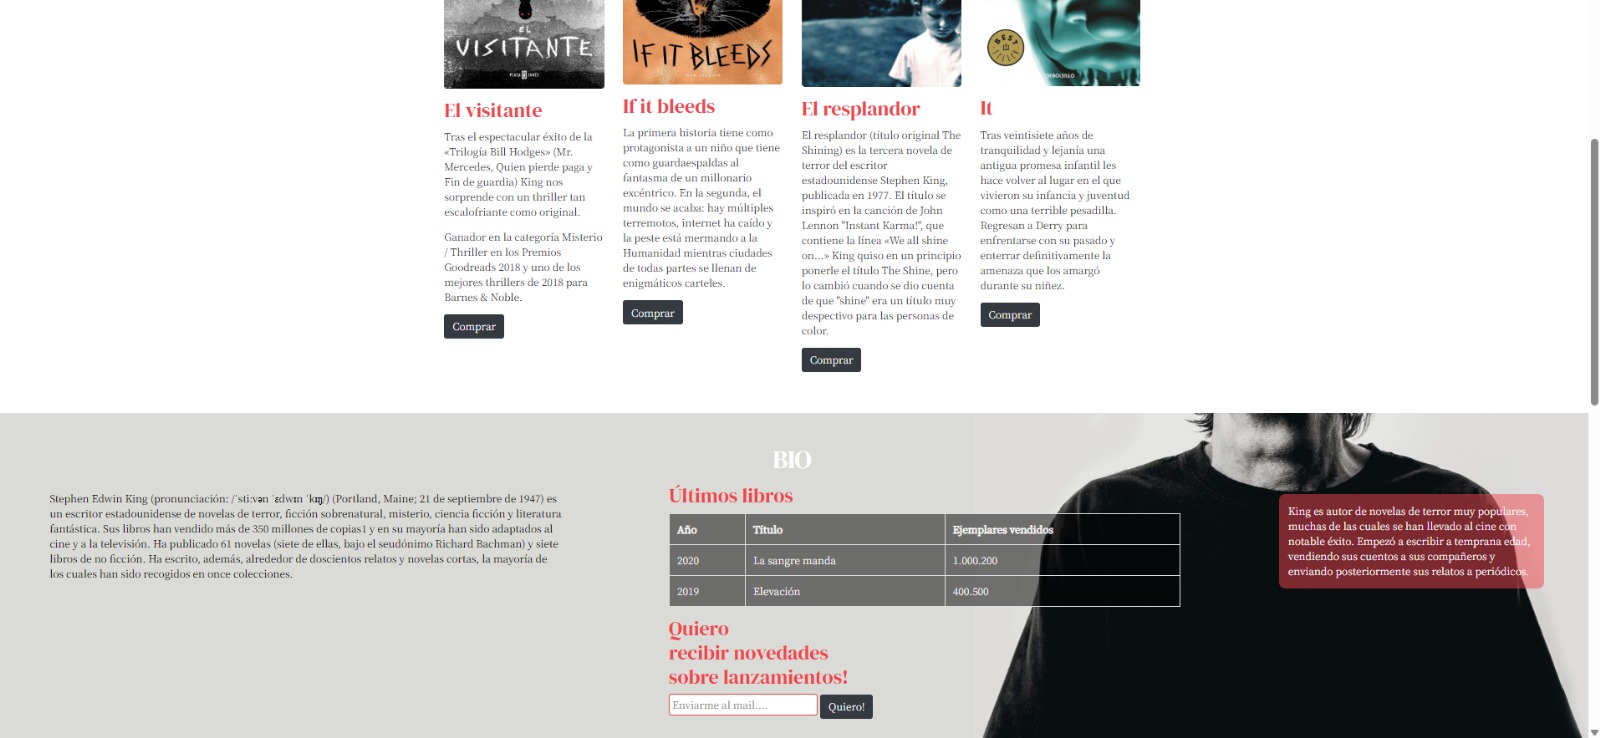 EL
VISITANTE
PLAZA JANÉS
El visitante
Tras el espectacular éxito de la
«Trilogía Bill Hodges» (Mr.
Mercedes, Quien pierde paga y
Fin de guardia) King nos
sorprende con un thriller tan
escalofriante como original.
Ganador en la categoría Misterio
/ Thriller en los Premios
Goodreads 2018 y uno de los
mejores thrillers de 2018 para
Barnes & Noble.
Comprar
IF IT BLEEDS
If it bleeds
La primera historia tiene como
protagonista a un niño que tiene
como guardaespaldas al
fantasma de un millonario
excéntrico. En la segunda, el
mundo se acaba: hay múltiples
terremotos, internet ha caído y
la peste está mermando a la
Humanidad mientras ciudades
de todas partes se llenan de
enigmáticos carteles.
Comprar
El resplandor
El resplandor (título original The
Shining) es la tercera novela de
terror del escritor
estadounidense Stephen King,
publicada en 1977. El título se
inspiró en la canción de John
Lennon "Instant Karma!", que
contiene la línea «We all shine
on…» King quiso en un principio
ponerle el título The Shine, pero
lo cambió cuando se dio cuenta
de que "shine" era un título muy
despectivo para las personas de
color.
Comprar
BEST
SELLER
DEBOLSILLO
It
Tras veintisiete años de
tranquilidad y lejanía una
antigua promesa infantil les
hace volver al lugar en el que
vivieron su infancia y juventud
como una terrible pesadilla.
Regresan a Derry para
enfrentarse con su pasado y
enterrar definitivamente la
amenaza que los amargó
durante su niñez.
Comprar
BIO
Stephen Edwin King (pronunciación: /ˈstiːvən ˈɛdwɪn ˈkɪŋ/) (Portland, Maine; 21 de septiembre de 1947) es
un escritor estadounidense de novelas de terror, ficción sobrenatural, misterio, ciencia ficción y literatura
fantástica. Sus libros han vendido más de 350 millones de copias1 y en su mayoría han sido adaptados al
cine y a la televisión. Ha publicado 61 novelas (siete de ellas, bajo el seudónimo Richard Bachman) y siete
libros de no ficción. Ha escrito, además, alrededor de doscientos relatos y novelas cortas, la mayoría de
los cuales han sido recogidos en once colecciones.
Últimos libros
Año Título Ejemplares vendidos
2020 La sangre manda 1.000.200
2019 Elevación 400.500
Quiero
recibir novedades
sobre lanzamientos!
Enviarme al mail....
Quiero!
King es autor de novelas de terror muy populares,
muchas de las cuales se han llevado al cine con
notable éxito. Empezó a escribir a temprana edad,
vendiendo sus cuentos a sus compañeros y
enviando posteriormente sus relatos a periódicos.